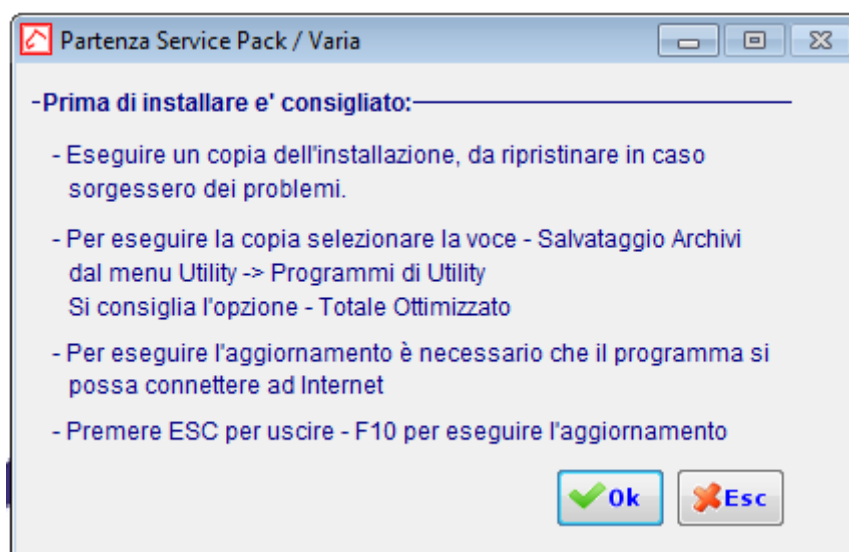 Partenza Service Pack / Varia
-Prima di installare e' consigliato:
- Eseguire un copia dell'installazione, da ripristinare in caso
sorgessero dei problemi.
- Per eseguire la copia selezionare la voce - Salvataggio Archivi
dal menu Utility -> Programmi di Utility
Si consiglia l'opzione - Totale Ottimizzato
- Per eseguire l'aggiornamento è necessario che il programma si
possa connettere ad Internet
- Premere ESC per uscire - F10 per eseguire l'aggiornamento
Ok Esc